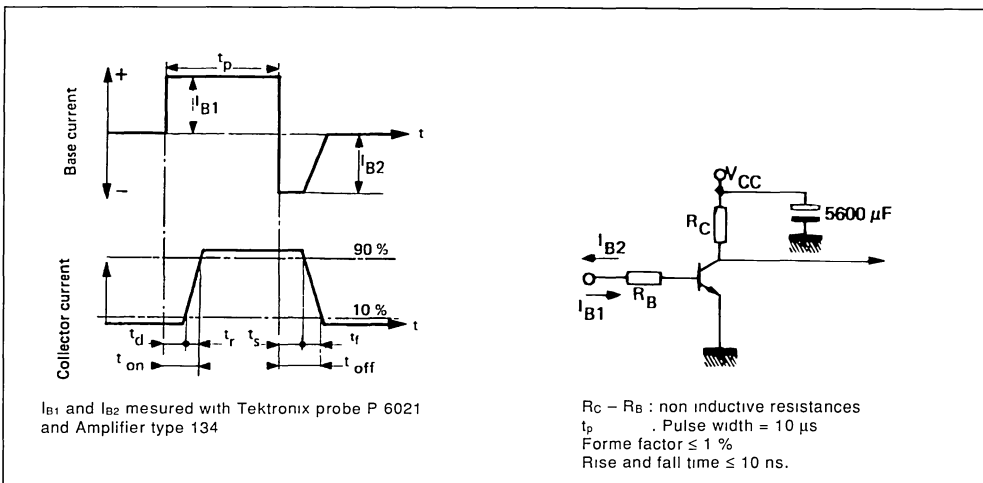 Base current
+
−
t_p
I_B1
I_B2
t
Collector current
90 %
10 %
t
t_d
t_r
t_s
t_f
t_on
t_off
I_B1 and I_B2 mesured with Tektronix probe P 6021
and Amplifier type 134
V_CC
R_C
5600 µF
I_B2
R_B
I_B1
R_C – R_B : non inductive resistances
t_p . Pulse width = 10 µs
Forme factor ≤ 1 %
Rise and fall time ≤ 10 ns.